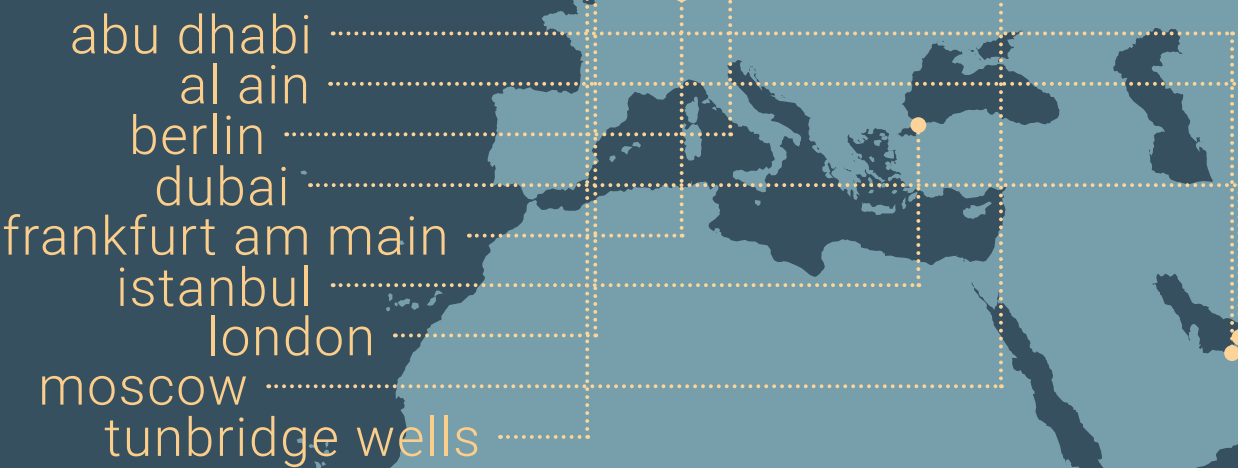 abu dhabi
al ain
berlin
dubai
frankfurt am main
istanbul
london
moscow
tunbridge wells